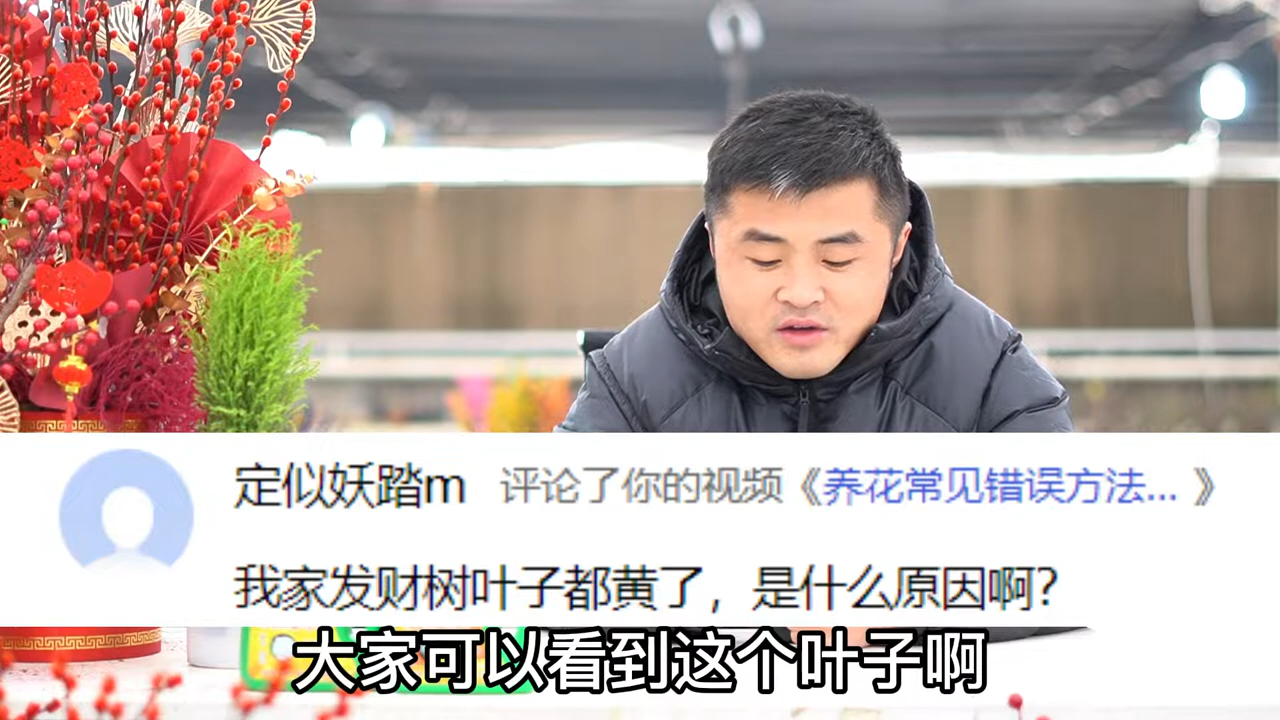 定似妖踏m 评论了你的视频《养花常见错误方法... 》
我家发财树叶子都黄了，是什么原因啊?
大家可以看到这个叶子啊